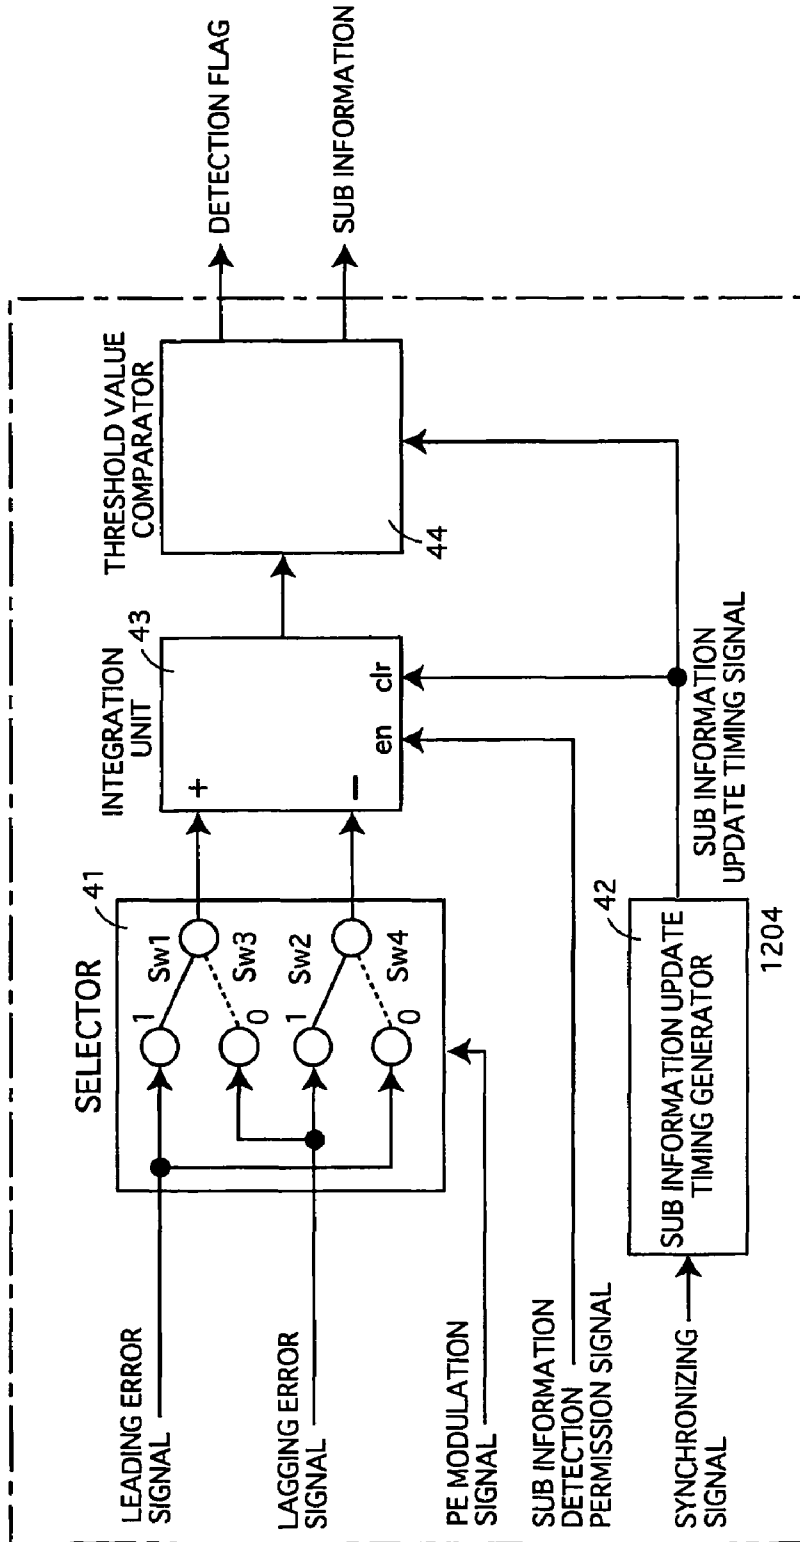 LEADING ERROR
SIGNAL
LAGGING ERROR
SIGNAL
PE MODULATION
SIGNAL
SUB INFORMATION
DETECTION
PERMISSION SIGNAL
SYNCHRONIZING
SIGNAL
SELECTOR
41
1
Sw1
0
Sw3
1
Sw2
0
Sw4
INTEGRATION
UNIT
43
+
−
en
clr
THRESHOLD VALUE
COMPARATOR
44
DETECTION FLAG
SUB INFORMATION
42
SUB INFORMATION UPDATE
TIMING GENERATOR
SUB INFORMATION
UPDATE TIMING SIGNAL
1204